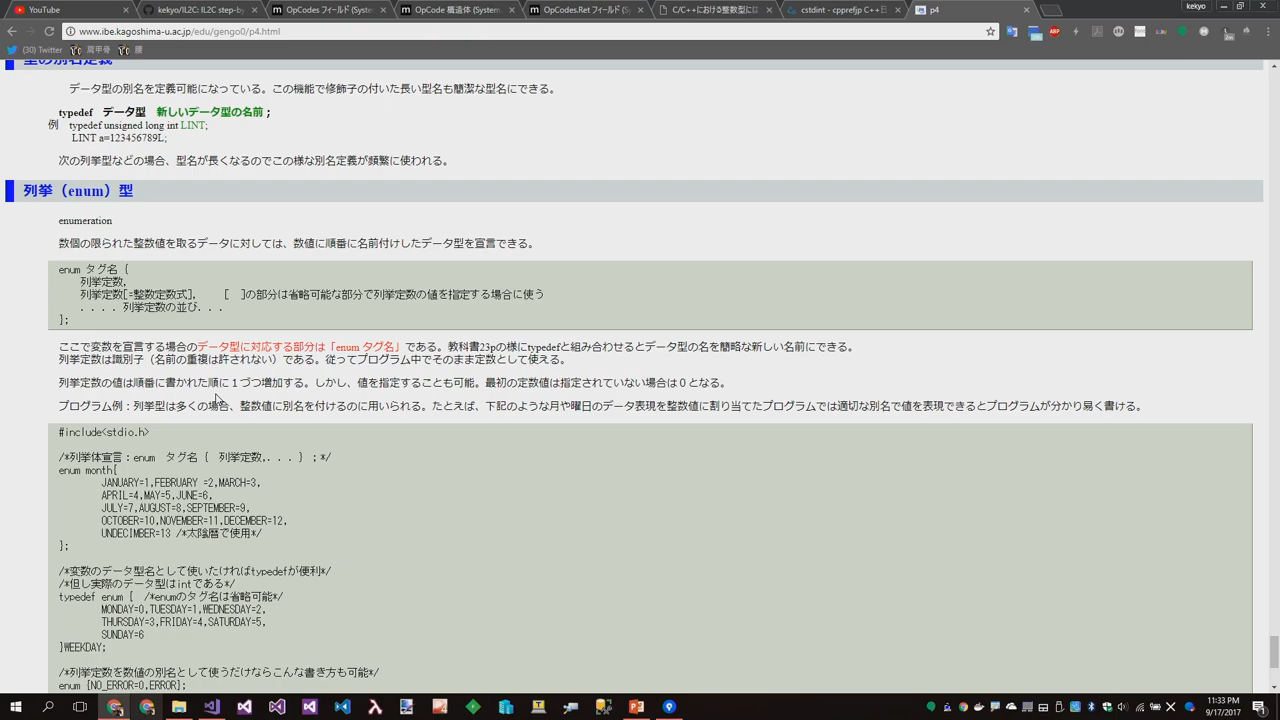 YouTube
kekyo/IL2C: IL2C step-by
OpCodes フィールド (System
OpCode 構造体 (System.
OpCodes.Ret フィールド (Sys
C/C++における整数型には
cstdint - cpprefjp C++日
p4
kekyo
www.ibe.kagoshima-u.ac.jp/edu/gengo0/p4.html
(30) Twitter
肩甲骨
腰
型の別名定義
データ型の別名を定義可能になっている。この機能で修飾子の付いた長い型名も簡潔な型名にできる。
typedef データ型 新しいデータ型の名前 ;
例 typedef unsigned long int LINT;
LINT a=123456789L;
次の列挙型などの場合、型名が長くなるのでこの様な別名定義が頻繁に使われる。
列挙（enum）型
enumeration
数個の限られた整数値を取るデータに対しては、数値に順番に名前付けしたデータ型を宣言できる。
enum タグ名 {
列挙定数,
列挙定数[=整数定数式], [ ]の部分は省略可能な部分で列挙定数の値を指定する場合に使う
. . . . 列挙定数の並び. . .
};
ここで変数を宣言する場合のデータ型に対応する部分は「enum タグ名」である。教科書23pの様にtypedefと組み合わせるとデータ型の名を簡略な新しい名前にできる。
列挙定数は識別子（名前の重複は許されない）である。従ってプログラム中でそのまま定数として使える。
列挙定数の値は順番に書かれた順に１づつ増加する。しかし、値を指定することも可能。最初の定数値は指定されていない場合は０となる。
プログラム例：列挙型は多くの場合、整数値に別名を付けるのに用いられる。たとえば、下記のような月や曜日のデータ表現を整数値に割り当てたプログラムでは適切な別名で値を表現できるとプログラムが分かり易く書ける。
#include<stdio.h>
/*列挙体宣言：enum タグ名 { 列挙定数,. . . } ；*/
enum month{
JANUARY=1,FEBRUARY =2,MARCH=3,
APRIL=4,MAY=5,JUNE=6,
JULY=7,AUGUST=8,SEPTEMBER=9,
OCTOBER=10,NOVEMBER=11,DECEMBER=12,
UNDECIMBER=13 /*太陰暦で使用*/
};
/*変数のデータ型名として使いたければtypedefが便利*/
/*但し実際のデータ型はintである*/
typedef enum { /*enumのタグ名は省略可能*/
MONDAY=0,TUESDAY=1,WEDNESDAY=2,
THURSDAY=3,FRIDAY=4,SATURDAY=5,
SUNDAY=6
}WEEKDAY;
/*列挙定数を数値の別名として使うだけならこんな書き方も可能*/
enum {NO_ERROR=0,ERROR};
11:33 PM
9/17/2017